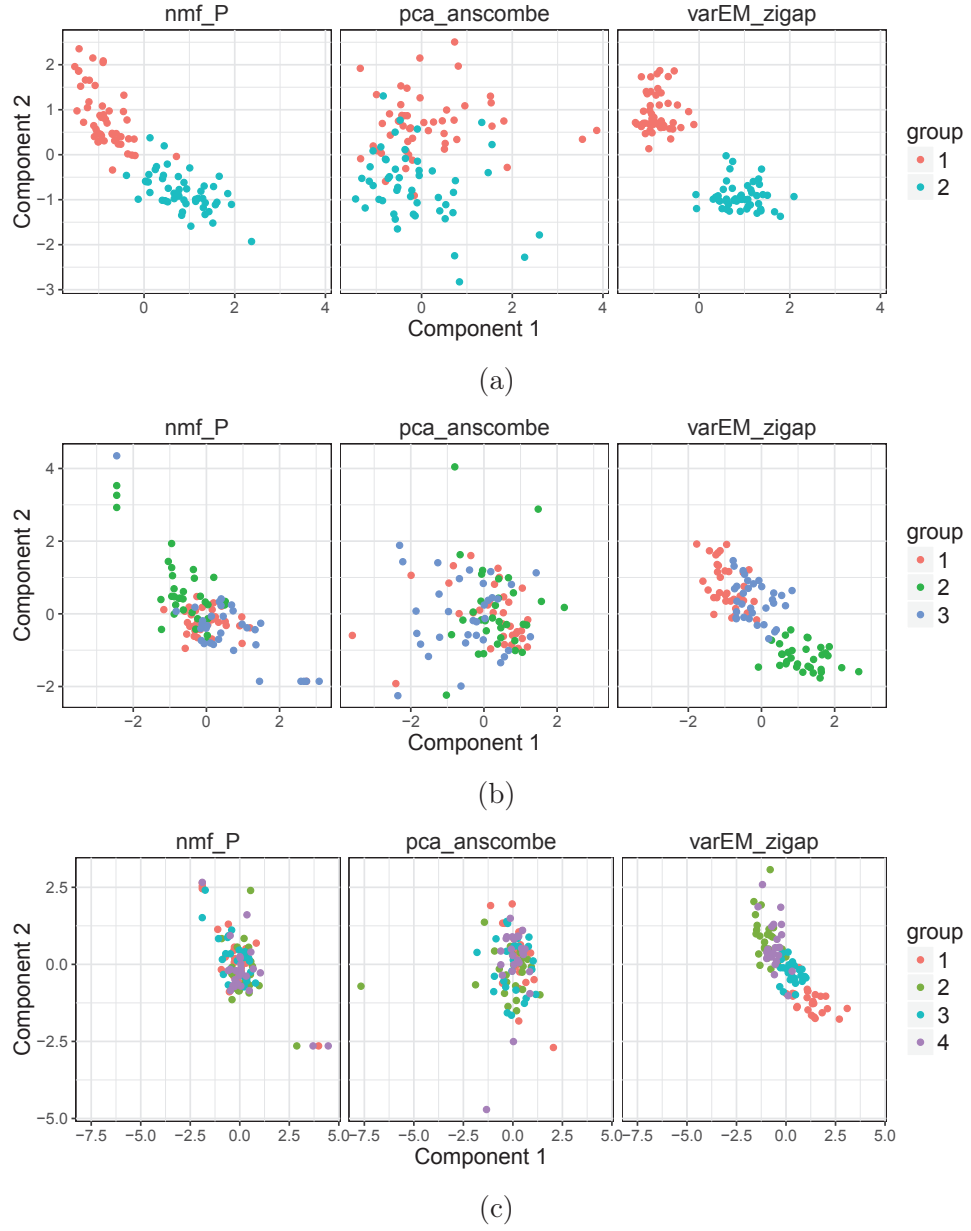 nmf_P pca_anscombe varEM_zigap
Component 2
2
1
0
−1
−2
−3
0 2 4 0 2 4 0 2 4
Component 1
group
1
2
(a)
nmf_P pca_anscombe varEM_zigap
Component 2
4
2
0
−2
−2 0 2 −2 0 2 −2 0 2
Component 1
group
1
2
3
(b)
nmf_P pca_anscombe varEM_zigap
Component 2
2.5
0.0
−2.5
−5.0
−7.5 −5.0 −2.5 0.0 2.5 5.0 −7.5 −5.0 −2.5 0.0 2.5 5.0 −7.5 −5.0 −2.5 0.0 2.5 5.0
Component 1
group
1
2
3
4
(c)